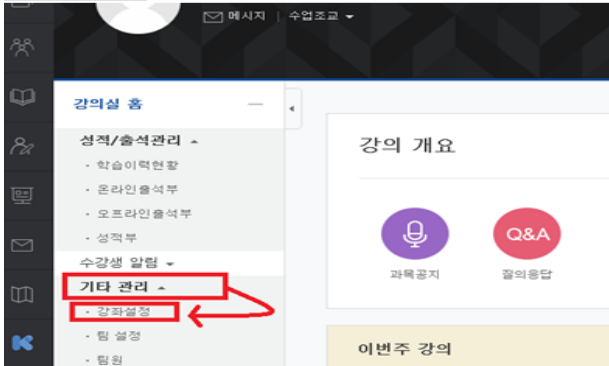 메시지 | 수업조교
강의실 홈
성적/출석관리
· 학습이력현황
· 온라인출석부
· 오프라인출석부
· 성적부
수강생 알림
기타 관리
· 강좌설정
· 팀 설정
· 팀원
강의 개요
Q&A
과목공지
질의응답
이번주 강의